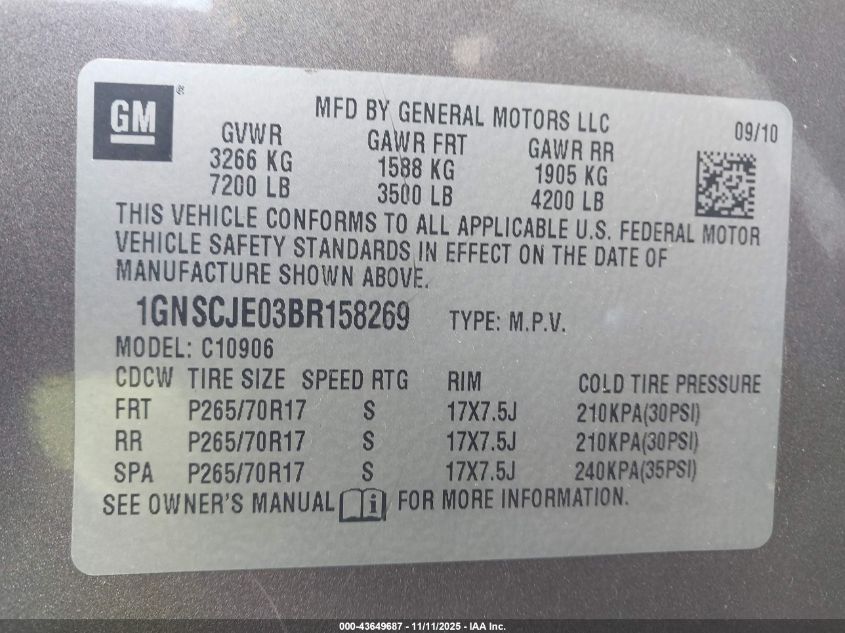 GM®
MFD BY GENERAL MOTORS LLC
09/10
GVWR GAWR FRT GAWR RR
3266 KG 1588 KG 1905 KG
7200 LB 3500 LB 4200 LB
THIS VEHICLE CONFORMS TO ALL APPLICABLE U.S. FEDERAL MOTOR
VEHICLE SAFETY STANDARDS IN EFFECT ON THE DATE OF
MANUFACTURE SHOWN ABOVE.
1GNSCJE03BR158269 TYPE: M.P.V.
MODEL: C10906
CDCW TIRE SIZE SPEED RTG RIM COLD TIRE PRESSURE
FRT P265/70R17 S 17X7.5J 210KPA(30PSI)
RR P265/70R17 S 17X7.5J 210KPA(30PSI)
SPA P265/70R17 S 17X7.5J 240KPA(35PSI)
SEE OWNER'S MANUAL i FOR MORE INFORMATION.
000-43649687 - 11/11/2025 - IAA Inc.